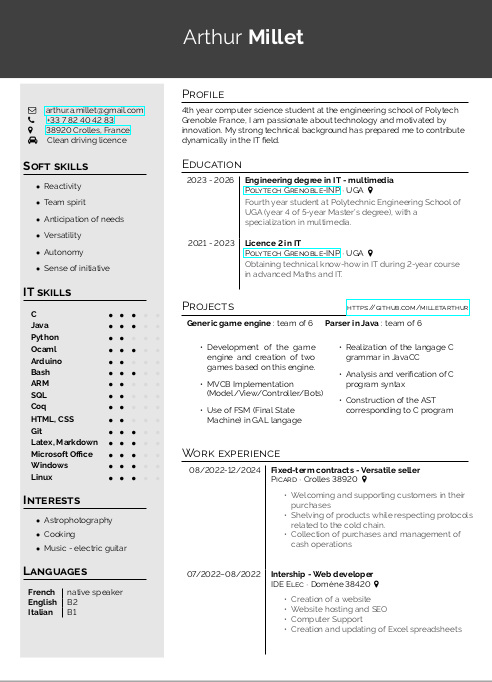 Arthur Millet
arthur.a.millet@gmail.com
+33 7 82 40 42 83
38920 Crolles, France
Clean driving licence
Soft skills
• Reactivity
• Team spirit
• Anticipation of needs
• Versatility
• Autonomy
• Sense of initiative
IT skills
C
Java
Python
Ocaml
Arduino
Bash
ARM
SQL
Coq
HTML, CSS
Git
Latex, Markdown
Microsoft Office
Windows
Linux
Interests
• Astrophotography
• Cooking
• Music - electric guitar
Languages
French native speaker
English B2
Italian B1
Profile
4th year computer science student at the engineering school of Polytech
Grenoble France, I am passionate about technology and motivated by
innovation. My strong technical background has prepared me to contribute
dynamically in the IT field.
Education
2023 - 2026 Engineering degree in IT - multimedia
Polytech Grenoble-INP · UGA
Fourth year student at Polytechnic Engineering School of
UGA (year 4 of 5-year Master's degree), with a
specialization in multimedia.
2021 - 2023 Licence 2 in IT
Polytech Grenoble-INP · UGA
Obtaining technical know-how in IT during 2-year course
in advanced Maths and IT.
Projects https://github.com/milletarthur
Generic game engine : team of 6
• Development of the game
engine and creation of two
games based on this engine.
• MVCB Implementation
(Model/View/Controller/Bots)
• Use of FSM (Final State
Machine) in GAL langage
Parser in Java : team of 6
• Realization of the langage C
grammar in JavaCC
• Analysis and verification of C
program syntax
• Construction of the AST
corresponding to C program
Work experience
08/2022-12/2024 Fixed-term contracts - Versatile seller
Picard · Crolles 38920
• Welcoming and supporting customers in their
purchases
• Shelving of products while respecting protocols
related to the cold chain.
• Collection of purchases and management of
cash operations
07/2022-08/2022 Intership - Web developer
IDE Elec · Domène 38420
• Creation of a website
• Website hosting and SEO
• Computer Support
• Creation and updating of Excel spreadsheets